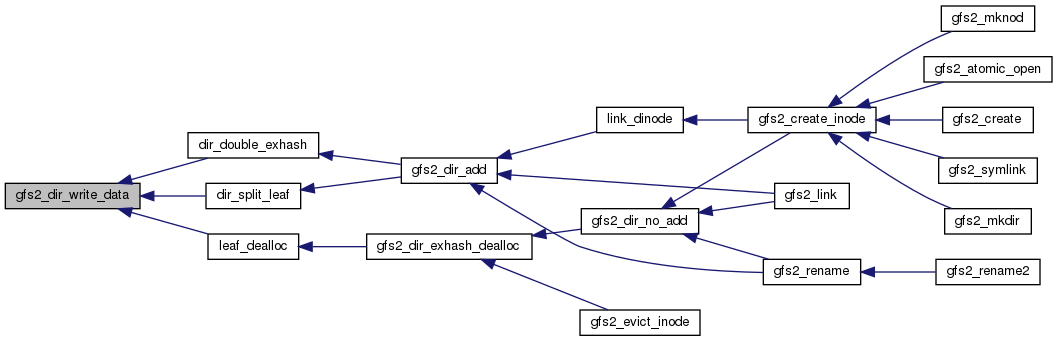 gfs2_mknod
gfs2_atomic_open
link_dinode
gfs2_create_inode
gfs2_create
dir_double_exhash
gfs2_dir_add
gfs2_symlink
gfs2_dir_write_data
dir_split_leaf
gfs2_link
gfs2_dir_no_add
gfs2_mkdir
leaf_dealloc
gfs2_dir_exhash_dealloc
gfs2_rename
gfs2_rename2
gfs2_evict_inode